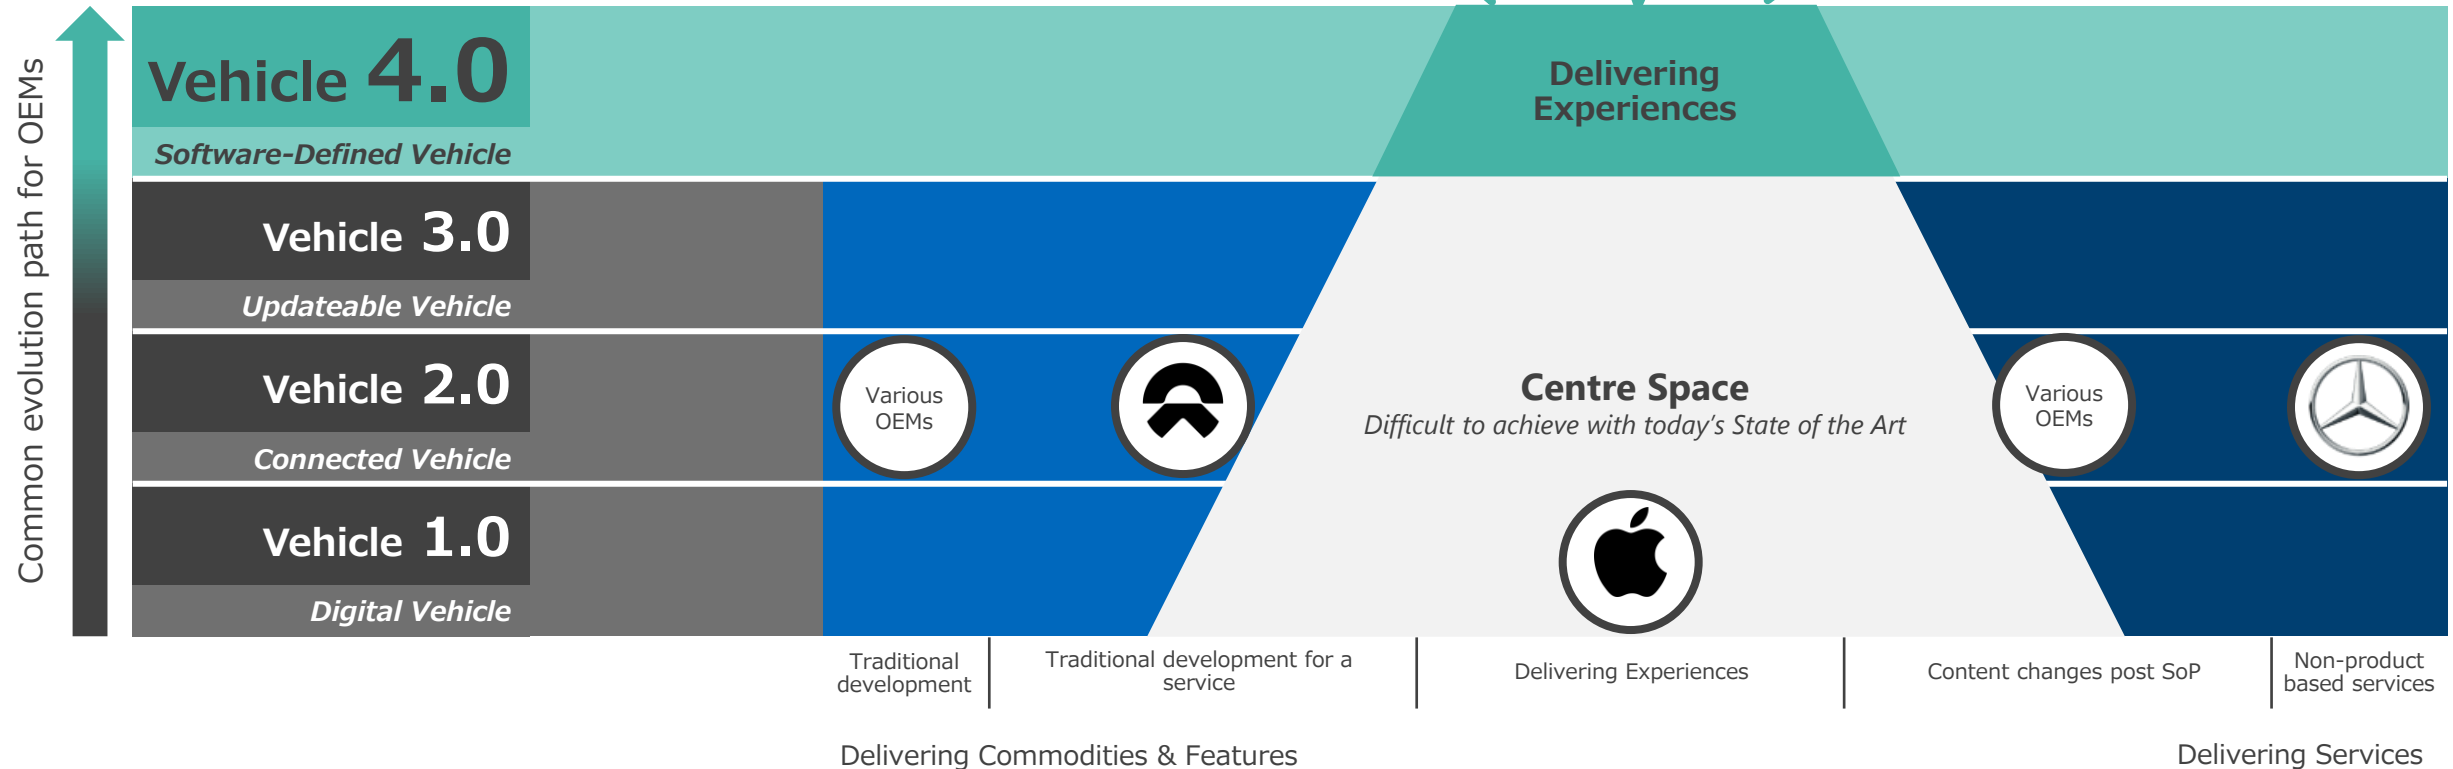 Common evolution path for OEMs
Vehicle 4.0
Software-Defined Vehicle
Delivering
Experiences
Vehicle 3.0
Updateable Vehicle
Vehicle 2.0
Connected Vehicle
Various
OEMs
Centre Space
Difficult to achieve with today's State of the Art
Various
OEMs
Vehicle 1.0
Digital Vehicle
Traditional
development
Traditional development for a
service
Delivering Experiences
Content changes post SoP
Non-product
based services
Delivering Commodities & Features
Delivering Services